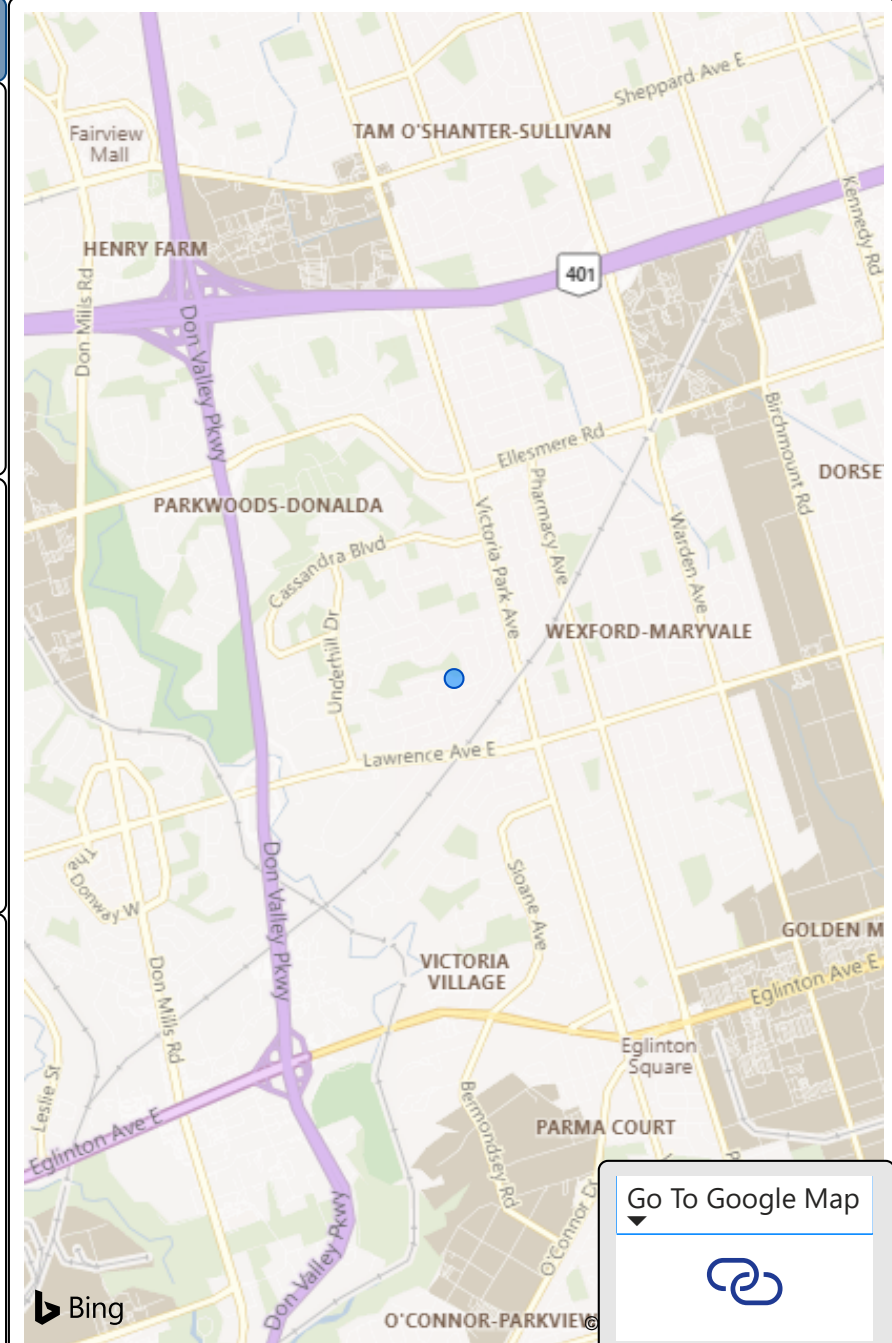 Sheppard Ave E
Fairview
Mall
TAM O'SHANTER-SULLIVAN
Kennedy Rd
HENRY FARM
401
Don Mills Rd
Don Valley Pkwy
Birchmount Rd
Ellesmere Rd
DORSE
Pharmacy Ave
PARKWOODS-DONALDA
Victoria Park Ave
Warden Ave
Cassandra Blvd
Underhill Dr
WEXFORD-MARYVALE
Lawrence Ave E
The
Donway W
Don Valley Pkwy
Sloane Ave
GOLDEN M
VICTORIA
VILLAGE
Eglinton Ave E
Don Mills Rd
Eglinton
Square
Leslie St
Bermondsey Rd
PARMA COURT
Eglinton Ave E
O'Connor Dr
Don Valley Pkwy
Go To Google Map
Bing
O'CONNOR-PARKVIEW
©